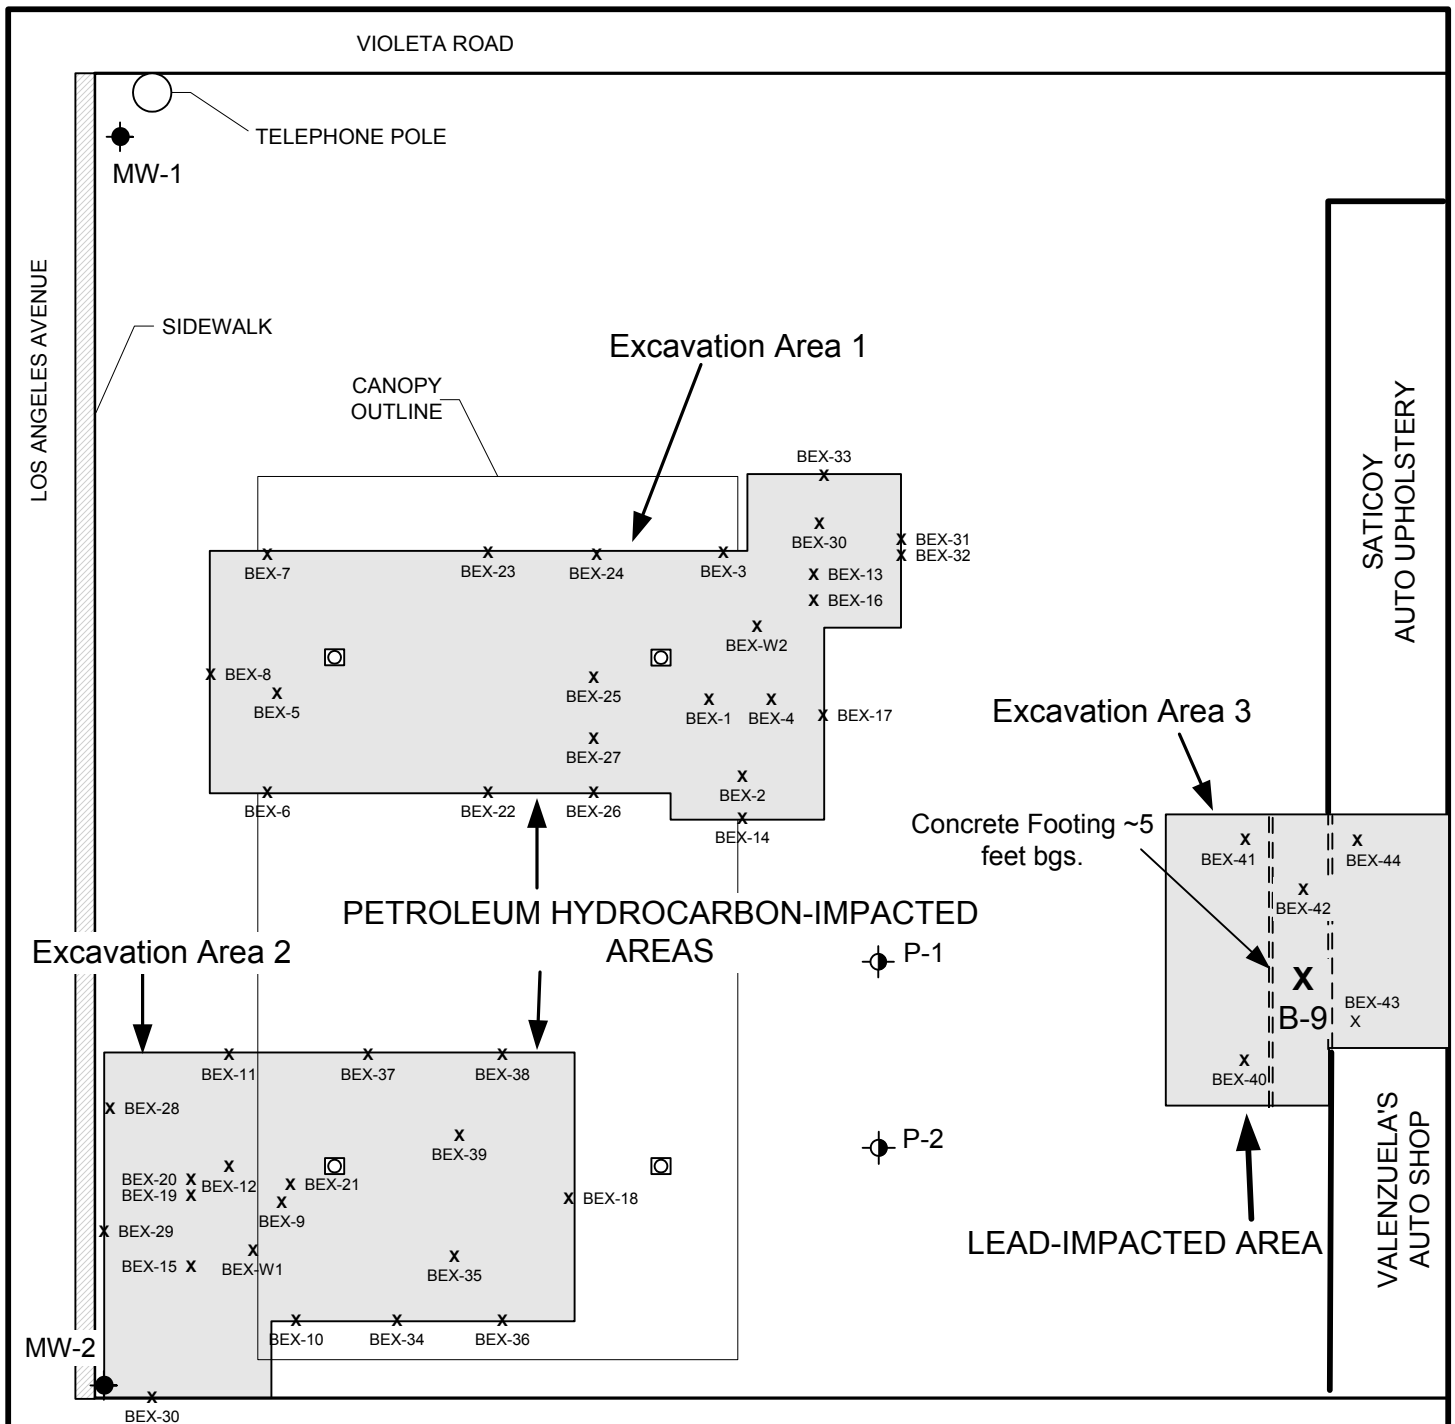 VIOLETA ROAD
TELEPHONE POLE
MW-1
LOS ANGELES AVENUE
SIDEWALK
Excavation Area 1
CANOPY
OUTLINE
SATICOY
AUTO UPHOLSTERY
BEX-33
BEX-30
BEX-31
BEX-32
BEX-7
BEX-23
BEX-24
BEX-3
BEX-13
BEX-16
BEX-W2
BEX-8
BEX-5
BEX-25
BEX-1
BEX-4
BEX-17
BEX-27
BEX-2
BEX-6
BEX-22
BEX-26
BEX-14
Excavation Area 3
Concrete Footing ~5
feet bgs.
BEX-41
BEX-44
BEX-42
X
B-9
BEX-43
BEX-40
PETROLEUM HYDROCARBON-IMPACTED
AREAS
P-1
Excavation Area 2
BEX-11
BEX-37
BEX-38
BEX-28
BEX-39
P-2
BEX-20
BEX-19
BEX-12
BEX-21
BEX-9
BEX-18
BEX-29
BEX-15
BEX-W1
BEX-35
LEAD-IMPACTED AREA
VALENZUELA'S
AUTO SHOP
BEX-10
BEX-34
BEX-36
MW-2
BEX-30